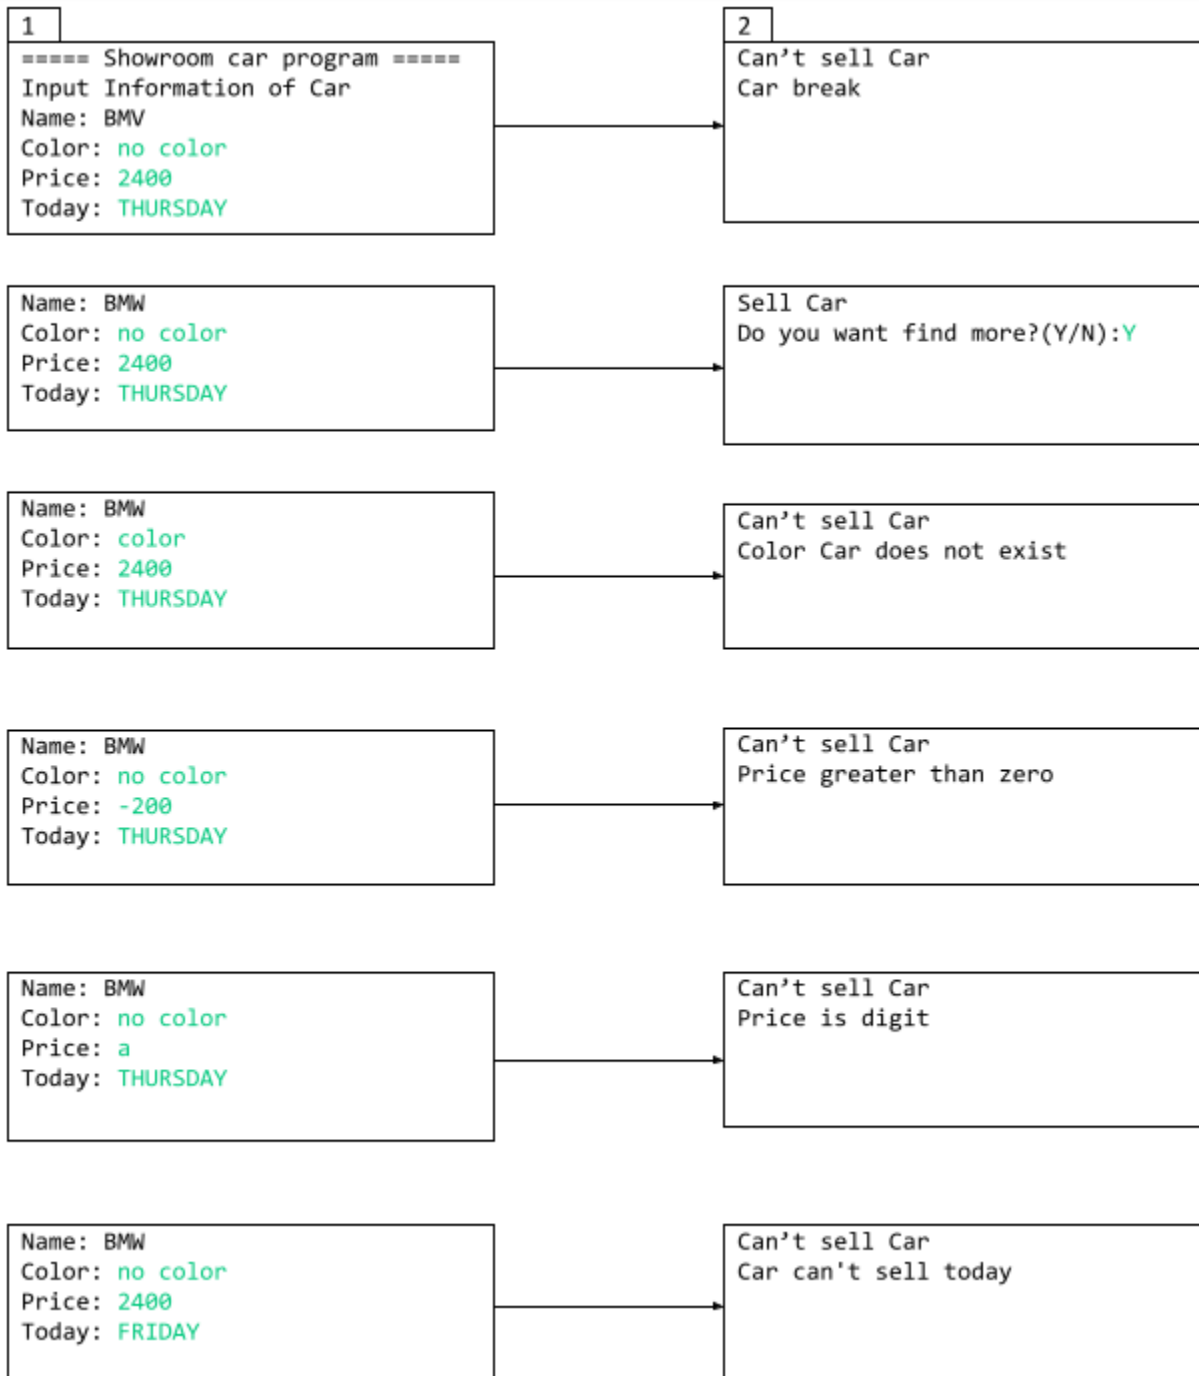 1
===== Showroom car program =====
Input Information of Car
Name: BMV
Color: no color
Price: 2400
Today: THURSDAY
2
Can’t sell Car
Car break
Name: BMW
Color: no color
Price: 2400
Today: THURSDAY
Sell Car
Do you want find more?(Y/N):Y
Name: BMW
Color: color
Price: 2400
Today: THURSDAY
Can’t sell Car
Color Car does not exist
Name: BMW
Color: no color
Price: -200
Today: THURSDAY
Can’t sell Car
Price greater than zero
Name: BMW
Color: no color
Price: a
Today: THURSDAY
Can’t sell Car
Price is digit
Name: BMW
Color: no color
Price: 2400
Today: FRIDAY
Can’t sell Car
Car can't sell today